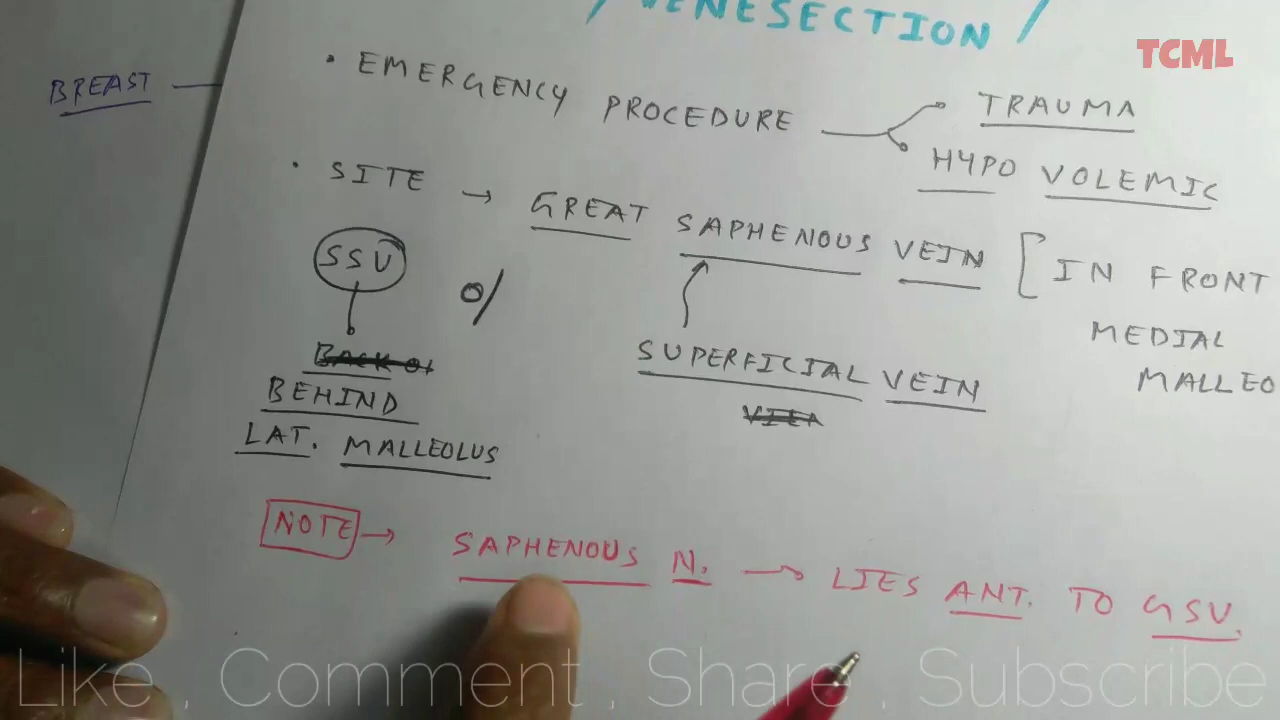 / VENESECTION /
TCML
BREAST
• EMERGENCY PROCEDURE
TRAUMA
HYPO VOLEMIC
• SITE → GREAT SAPHENOUS VEIN [ IN FRONT
MEDIAL
MALLEO
SSV
O/
SUPERFICIAL VEIN
BEHIND
LAT. MALLEOLUS
NOTE → SAPHENOUS N. → LIES ANT. TO GSV.
Like , Comment , Share , Subscribe